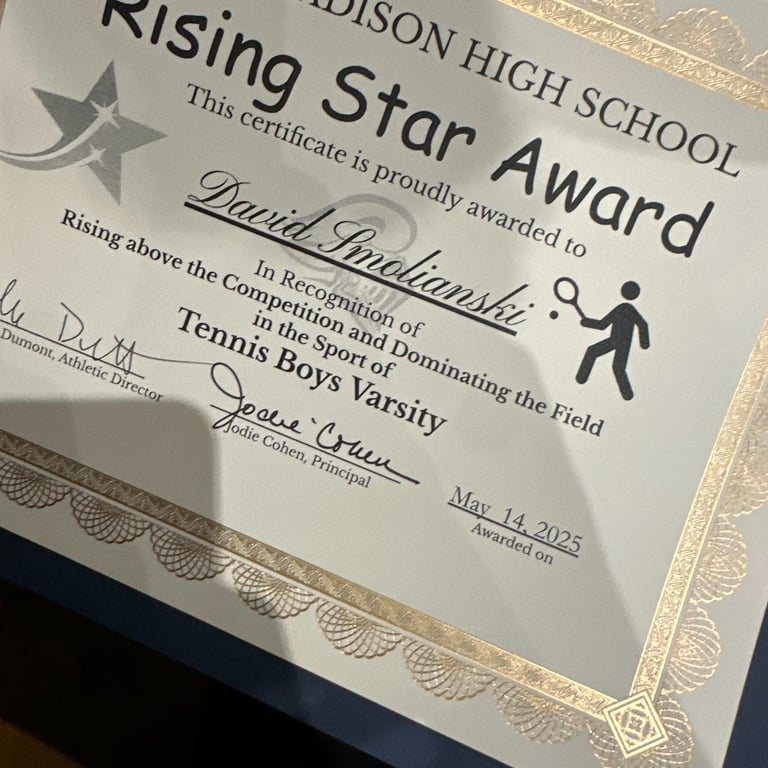 ADISON HIGH SCHOOL
Rising Star Award
This certificate is proudly awarded to
David Smolianski
In Recognition of
Rising above the Competition and Dominating the Field
in the Sport of
Tennis Boys Varsity
Dumont, Athletic Director
Jodie Cohen
Jodie Cohen, Principal
May 14, 2025
Awarded on